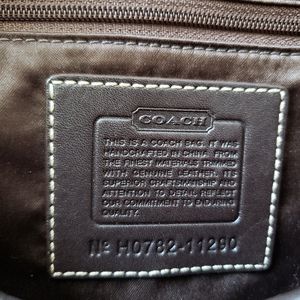 COACH
THIS IS A COACH BAG. IT WAS
HANDCRAFTED IN CHINA FROM
THE FINEST MATERIALS TRIMMED
WITH GENUINE LEATHER. ITS
SUPERIOR CRAFTSMANSHIP AND
ATTENTION TO DETAIL REFLECT
OUR COMMITMENT TO ENDURING
QUALITY.
Nº H0782-11290